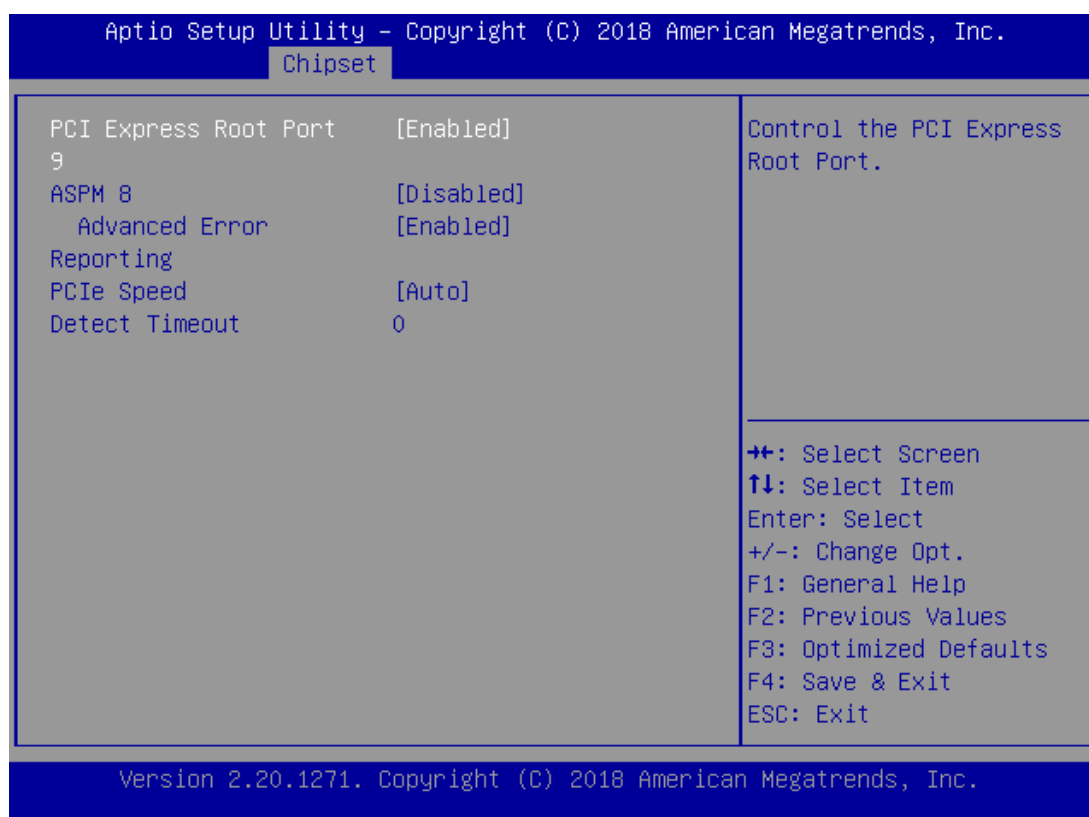 Aptio Setup Utility – Copyright (C) 2018 American Megatrends, Inc.
Chipset
PCI Express Root Port [Enabled]
9
ASPM 8 [Disabled]
Advanced Error [Enabled]
Reporting
PCIe Speed [Auto]
Detect Timeout 0
Control the PCI Express
Root Port.
→←: Select Screen
↑↓: Select Item
Enter: Select
+/-: Change Opt.
F1: General Help
F2: Previous Values
F3: Optimized Defaults
F4: Save & Exit
ESC: Exit
Version 2.20.1271. Copyright (C) 2018 American Megatrends, Inc.